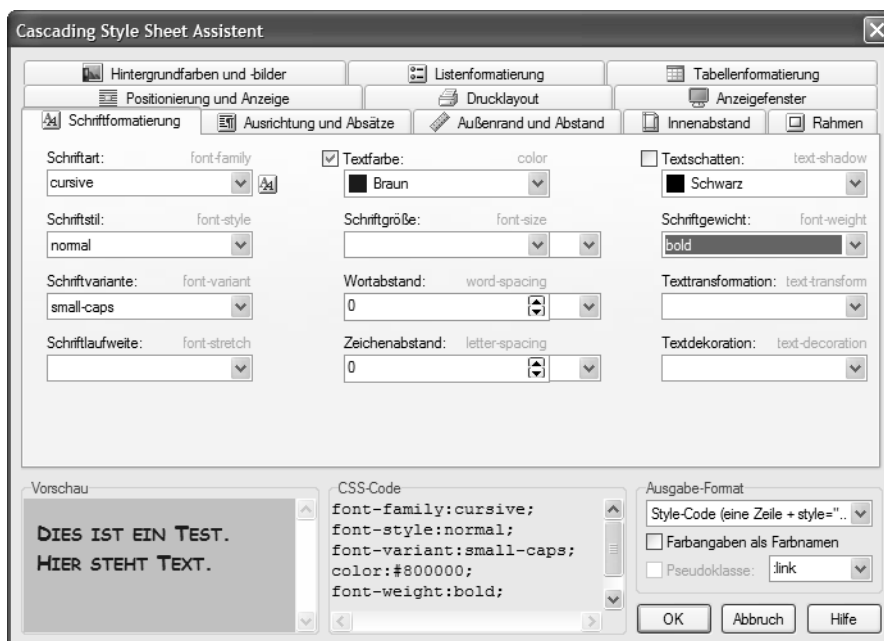 Cascading Style Sheet Assistent
Hintergrundfarben und -bilder
Listenformatierung
Tabellenformatierung
Positionierung und Anzeige
Drucklayout
Anzeigefenster
Schriftformatierung
Ausrichtung und Absätze
Außenrand und Abstand
Innenabstand
Rahmen
Schriftart: font-family
cursive
Textfarbe: color
Braun
Textschatten: text-shadow
Schwarz
Schriftstil: font-style
normal
Schriftgröße: font-size
Schriftgewicht: font-weight
bold
Schriftvariante: font-variant
small-caps
Wortabstand: word-spacing
0
Texttransformation: text-transform
Schriftlaufweite: font-stretch
Zeichenabstand: letter-spacing
0
Textdekoration: text-decoration
Vorschau
Dies ist ein Test.
Hier steht Text.
CSS-Code
font-family:cursive;
font-style:normal;
font-variant:small-caps;
color:#800000;
font-weight:bold;
Ausgabe-Format
Style-Code (eine Zeile + style="..
Farbangaben als Farbnamen
Pseudoklasse: :link
OK
Abbruch
Hilfe